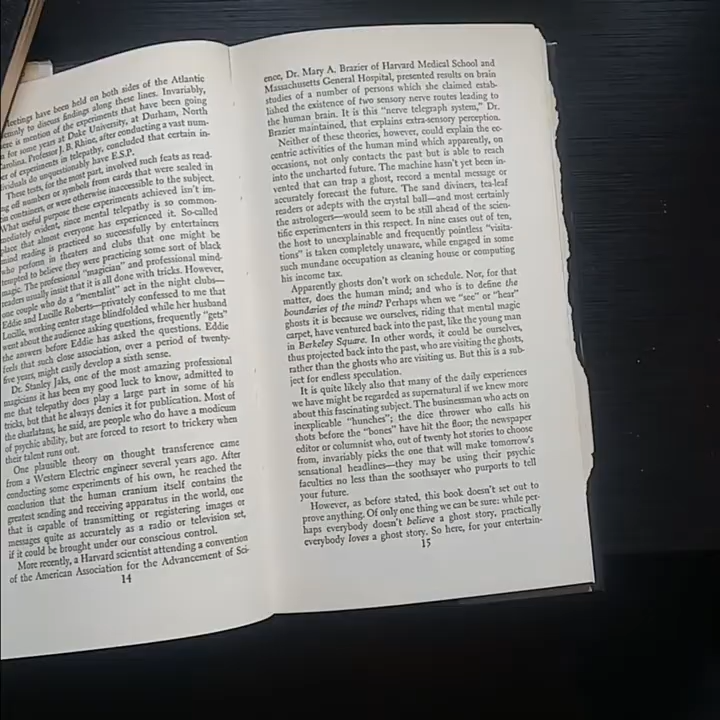 Meetings have been held on both sides of the Atlantic
to discuss findings along these lines. Invariably,
is mention of the experiments that have been going
for some years at Duke University, at Durham, North
Carolina. Professor J. B. Rhine, after conducting a vast num-
of experiments in telepathy, concluded that certain in-
dividuals do unquestionably have E.S.P.
These tests, for the most part, involved such feats as read-
off numbers or symbols from cards that were sealed in
containers, or were otherwise inaccessible to the subject.
What useful purpose these experiments achieved isn't im-
mediately evident, since mental telepathy is so common-
place that almost everyone has experienced it. So-called
mind reading is practiced so successfully by entertainers
who perform in theaters and clubs that one might be
tempted to believe they were practicing some sort of black
magic. The professional "magician" and professional mind-
readers usually insist that it is all done with tricks. However,
one couple who do a "mentalist" act in the night clubs—
Eddie and Lucille Roberts—privately confessed to me that
Lucille, working center stage blindfolded while her husband
went about the audience asking questions, frequently "gets"
the answers before Eddie has asked the questions. Eddie
feels that such close association, over a period of twenty-
five years, might easily develop a sixth sense.
Dr. Stanley Jaks, one of the most amazing professional
magicians it has been my good luck to know, admitted to
me that telepathy does play a large part in some of his
tricks, but that he always denies it for publication. Most of
the charlatans, he said, are people who do have a modicum
of psychic ability, but are forced to resort to trickery when
their talent runs out.
One plausible theory on thought transference came
from a Western Electric engineer several years ago. After
conducting some experiments of his own, he reached the
conclusion that the human cranium itself contains the
greatest sending and receiving apparatus in the world, one
that is capable of transmitting or registering images or
messages quite as accurately as a radio or television set,
if it could be brought under our conscious control.
More recently, a Harvard scientist attending a convention
of the American Association for the Advancement of Sci-
14
ence, Dr. Mary A. Brazier of Harvard Medical School and
Massachusetts General Hospital, presented results on brain
studies of a number of persons which she claimed estab-
lished the existence of two sensory nerve routes leading to
the human brain. It is this "nerve telegraph system," Dr.
Brazier maintained, that explains extra-sensory perception.
Neither of these theories, however, could explain the ec-
centric activities of the human mind which apparently, on
occasions, not only contacts the past but is able to reach
into the uncharted future. The machine hasn't yet been in-
vented that can trap a ghost, record a mental message or
accurately forecast the future. The sand diviners, tea-leaf
readers or adepts with the crystal ball—and most certainly
the astrologers—would seem to be still ahead of the scien-
tific experimenters in this respect. In nine cases out of ten,
the host to unexplainable and frequently pointless "visita-
tions" is taken completely unaware, while engaged in some
such mundane occupation as cleaning house or computing
his income tax.
Apparently ghosts don't work on schedule. Nor, for that
matter, does the human mind; and who is to define the
boundaries of the mind? Perhaps when we "see" or "hear"
ghosts it is because we ourselves, riding that mental magic
carpet, have ventured back into the past, like the young man
in Berkeley Square. In other words, it could be ourselves,
thus projected back into the past, who are visiting the ghosts,
rather than the ghosts who are visiting us. But this is a sub-
ject for endless speculation.
It is quite likely also that many of the daily experiences
we have might be regarded as supernatural if we knew more
about this fascinating subject. The businessman who acts on
inexplicable "hunches"; the dice thrower who calls his
shots before the "bones" have hit the floor; the newspaper
editor or columnist who, out of twenty hot stories to choose
from, invariably picks the one that will make tomorrow's
sensational headlines—they may be using their psychic
faculties no less than the soothsayer who purports to tell
your future.
However, as before stated, this book doesn't set out to
prove anything. Of only one thing we can be sure: while per-
haps everybody doesn't believe a ghost story, practically
everybody loves a ghost story. So here, for your entertain-
15